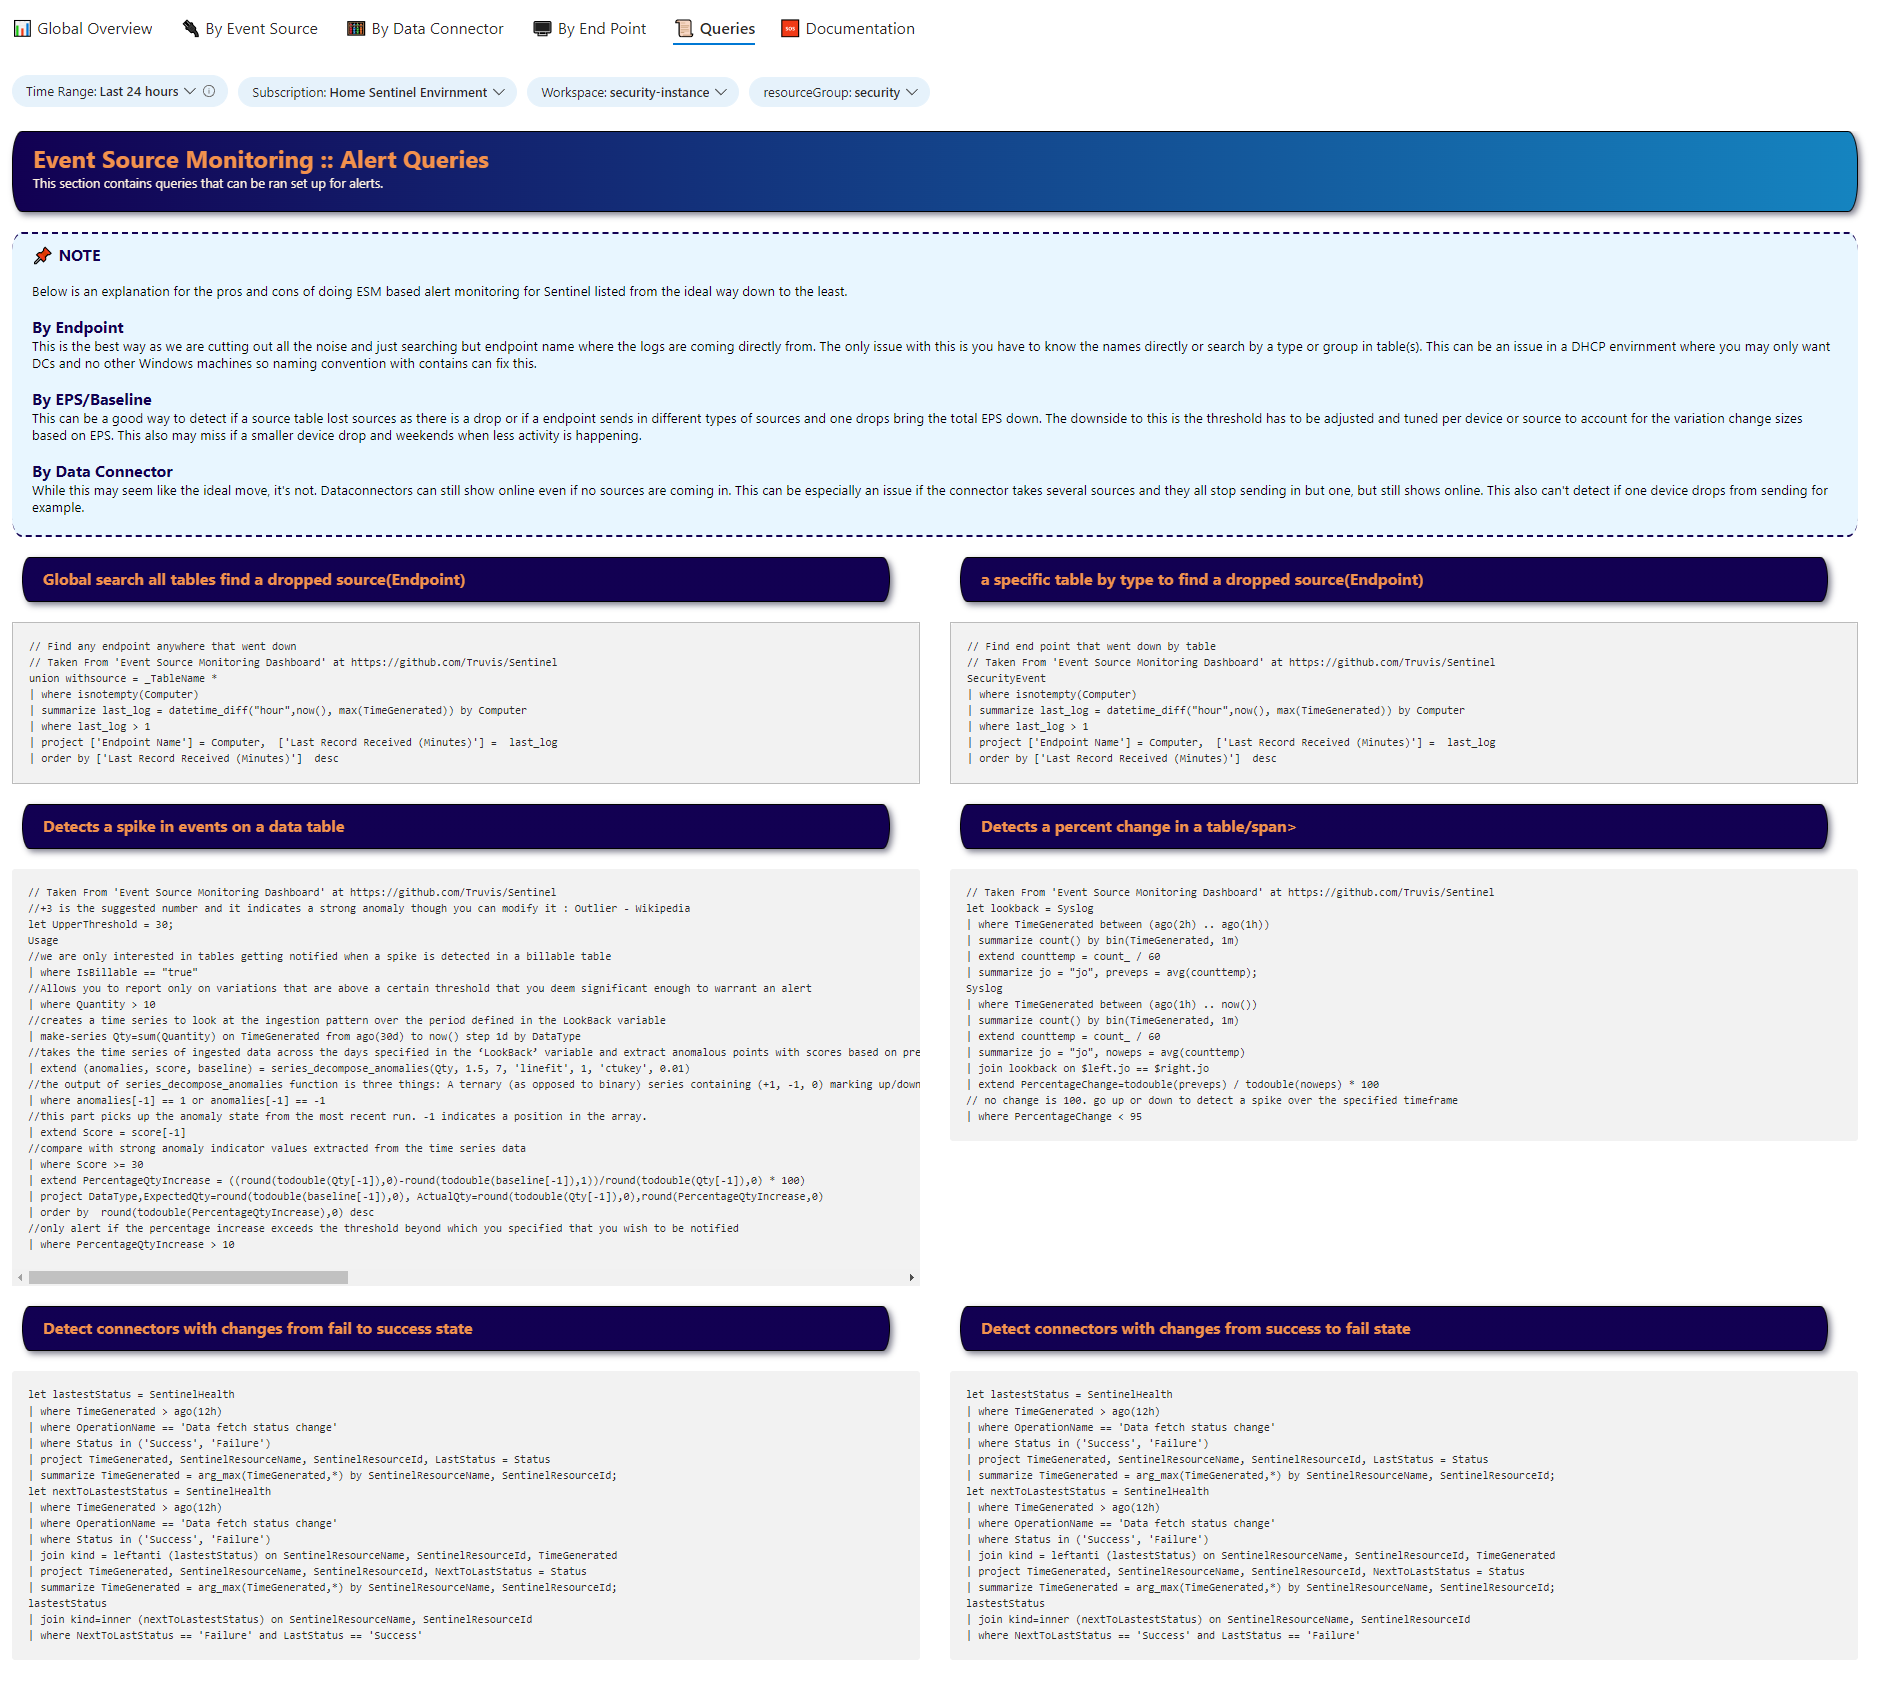 Global Overview By Event Source By Data Connector By End Point Queries SOS Documentation
Time Range: Last 24 hours Subscription: Home Sentinel Envirnment Workspace: security-instance resourceGroup: security
Event Source Monitoring :: Alert Queries
This section contains queries that can be ran set up for alerts.
NOTE
Below is an explanation for the pros and cons of doing ESM based alert monitoring for Sentinel listed from the ideal way down to the least.
By Endpoint
This is the best way as we are cutting out all the noise and just searching but endpoint name where the logs are coming directly from. The only issue with this is you have to know the names directly or search by a type or group in table(s). This can be an issue in a DHCP envirnment where you may only want
DCs and no other Windows machines so naming convention with contains can fix this.
By EPS/Baseline
This can be a good way to detect if a source table lost sources as there is a drop or if a endpoint sends in different types of sources and one drops bring the total EPS down. The downside to this is the threshold has to be adjusted and tuned per device or source to account for the variation change sizes
based on EPS. This also may miss if a smaller device drop and weekends when less activity is happening.
By Data Connector
While this may seem like the ideal move, it's not. Dataconnectors can still show online even if no sources are coming in. This can be especially an issue if the connector takes several sources and they all stop sending in but one, but still shows online. This also can't detect if one device drops from sending for
example.
Global search all tables find a dropped source(Endpoint)
// Find any endpoint anywhere that went down
// Taken From 'Event Source Monitoring Dashboard' at https://github.com/Truvis/Sentinel
union withsource = _TableName *
| where isnotempty(Computer)
| summarize last_log = datetime_diff("hour",now(), max(TimeGenerated)) by Computer
| where last_log > 1
| project ['Endpoint Name'] = Computer,  ['Last Record Received (Minutes)'] =  last_log
| order by ['Last Record Received (Minutes)']  desc
a specific table by type to find a dropped source(Endpoint)
// Find end point that went down by table
// Taken From 'Event Source Monitoring Dashboard' at https://github.com/Truvis/Sentinel
SecurityEvent
| where isnotempty(Computer)
| summarize last_log = datetime_diff("hour",now(), max(TimeGenerated)) by Computer
| where last_log > 1
| project ['Endpoint Name'] = Computer,  ['Last Record Received (Minutes)'] =  last_log
| order by ['Last Record Received (Minutes)']  desc
Detects a spike in events on a data table
// Taken From 'Event Source Monitoring Dashboard' at https://github.com/Truvis/Sentinel
//+3 is the suggested number and it indicates a strong anomaly though you can modify it : Outlier - Wikipedia
let UpperThreshold = 30;
Usage
//we are only interested in tables getting notified when a spike is detected in a billable table
| where IsBillable == "true"
//Allows you to report only on variations that are above a certain threshold that you deem significant enough to warrant an alert
| where Quantity > 10
//creates a time series to look at the ingestion pattern over the period defined in the LookBack variable
| make-series Qty=sum(Quantity) on TimeGenerated from ago(30d) to now() step 1d by DataType
//takes the time series of ingested data across the days specified in the ‘LookBack’ variable and extract anomalous points with scores based on pre
| extend (anomalies, score, baseline) = series_decompose_anomalies(Qty, 1.5, 7, 'linefit', 1, 'ctukey', 0.01)
//the output of series_decompose_anomalies function is three things: A ternary (as opposed to binary) series containing (+1, -1, 0) marking up/down
| where anomalies[-1] == 1 or anomalies[-1] == -1
//this part picks up the anomaly state from the most recent run. -1 indicates a position in the array.
| extend Score = score[-1]
//compare with strong anomaly indicator values extracted from the time series data
| where Score >= 30
| extend PercentageQtyIncrease = ((round(todouble(Qty[-1]),0)-round(todouble(baseline[-1]),1))/round(todouble(Qty[-1]),0) * 100)
| project DataType,ExpectedQty=round(todouble(baseline[-1]),0), ActualQty=round(todouble(Qty[-1]),0),round(PercentageQtyIncrease,0)
| order by  round(todouble(PercentageQtyIncrease),0) desc
//only alert if the percentage increase exceeds the threshold beyond which you specified that you wish to be notified
| where PercentageQtyIncrease > 10
Detects a percent change in a table/span>
// Taken From 'Event Source Monitoring Dashboard' at https://github.com/Truvis/Sentinel
let lookback = Syslog
| where TimeGenerated between (ago(2h) .. ago(1h))
| summarize count() by bin(TimeGenerated, 1m)
| extend counttemp = count_ / 60
| summarize jo = "jo", preveps = avg(counttemp);
Syslog
| where TimeGenerated between (ago(1h) .. now())
| summarize count() by bin(TimeGenerated, 1m)
| extend counttemp = count_ / 60
| summarize jo = "jo", noweps = avg(counttemp)
| join lookback on $left.jo == $right.jo
| extend PercentageChange=todouble(preveps) / todouble(noweps) * 100
// no change is 100. go up or down to detect a spike over the specified timeframe
| where PercentageChange < 95
Detect connectors with changes from fail to success state
let lastestStatus = SentinelHealth
| where TimeGenerated > ago(12h)
| where OperationName == 'Data fetch status change'
| where Status in ('Success', 'Failure')
| project TimeGenerated, SentinelResourceName, SentinelResourceId, LastStatus = Status
| summarize TimeGenerated = arg_max(TimeGenerated,*) by SentinelResourceName, SentinelResourceId;
let nextToLastestStatus = SentinelHealth
| where TimeGenerated > ago(12h)
| where OperationName == 'Data fetch status change'
| where Status in ('Success', 'Failure')
| join kind = leftanti (lastestStatus) on SentinelResourceName, SentinelResourceId, TimeGenerated
| project TimeGenerated, SentinelResourceName, SentinelResourceId, NextToLastStatus = Status
| summarize TimeGenerated = arg_max(TimeGenerated,*) by SentinelResourceName, SentinelResourceId;
lastestStatus
| join kind=inner (nextToLastestStatus) on SentinelResourceName, SentinelResourceId
| where NextToLastStatus == 'Failure' and LastStatus == 'Success'
Detect connectors with changes from success to fail state
let lastestStatus = SentinelHealth
| where TimeGenerated > ago(12h)
| where OperationName == 'Data fetch status change'
| where Status in ('Success', 'Failure')
| project TimeGenerated, SentinelResourceName, SentinelResourceId, LastStatus = Status
| summarize TimeGenerated = arg_max(TimeGenerated,*) by SentinelResourceName, SentinelResourceId;
let nextToLastestStatus = SentinelHealth
| where TimeGenerated > ago(12h)
| where OperationName == 'Data fetch status change'
| where Status in ('Success', 'Failure')
| join kind = leftanti (lastestStatus) on SentinelResourceName, SentinelResourceId, TimeGenerated
| project TimeGenerated, SentinelResourceName, SentinelResourceId, NextToLastStatus = Status
| summarize TimeGenerated = arg_max(TimeGenerated,*) by SentinelResourceName, SentinelResourceId;
lastestStatus
| join kind=inner (nextToLastestStatus) on SentinelResourceName, SentinelResourceId
| where NextToLastStatus == 'Success' and LastStatus == 'Failure'